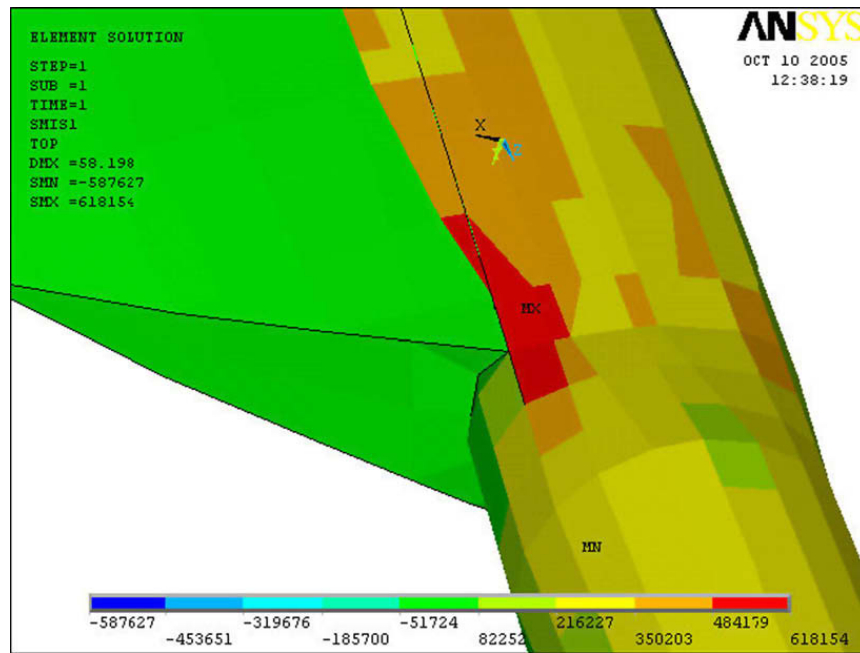 ELEMENT SOLUTION
STEP=1
SUB =1
TIME=1
SMIS1
TOP
DMX =58.198
SMN =-587627
SMX =618154
ANSYS
OCT 10 2005
12:38:19
X
Z
MX
MN
-587627 -319676 -51724 216227 484179
-453651 -185700 82252 350203 618154